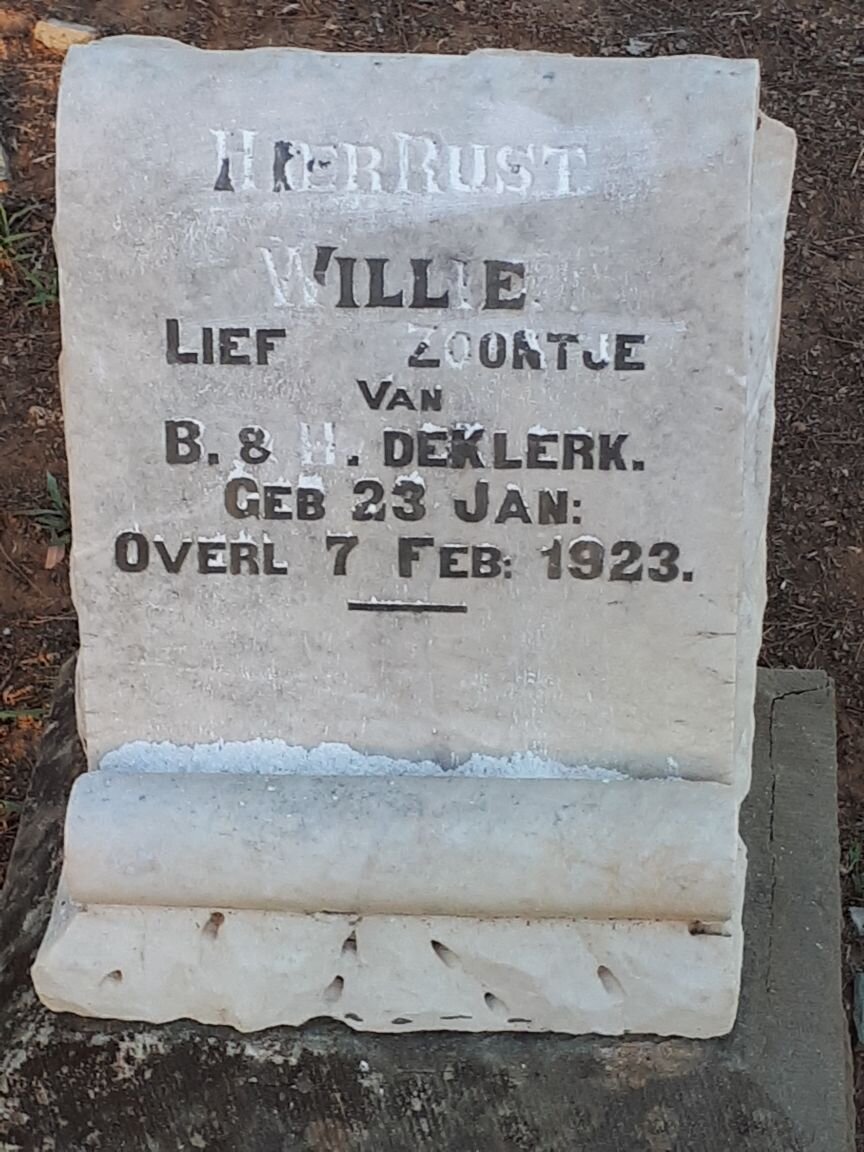 HIER RUST
WILLIE
LIEF ZOONTJE
VAN
B. & H. DEKLERK.
GEB 23 JAN:
OVERL 7 FEB: 1923.